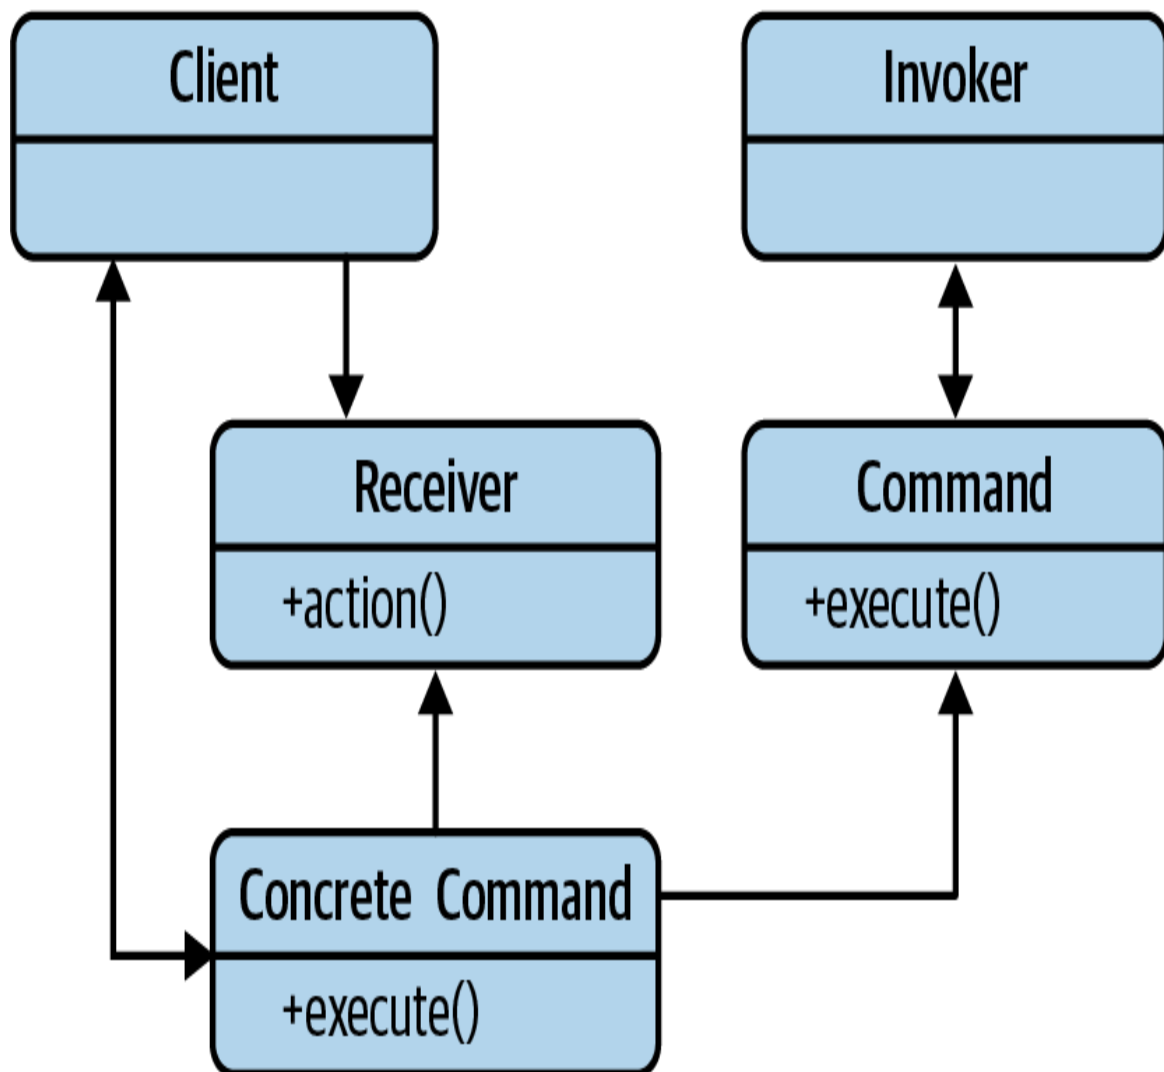 Client
Invoker
Receiver
+action()
Command
+execute()
Concrete Command
+execute()